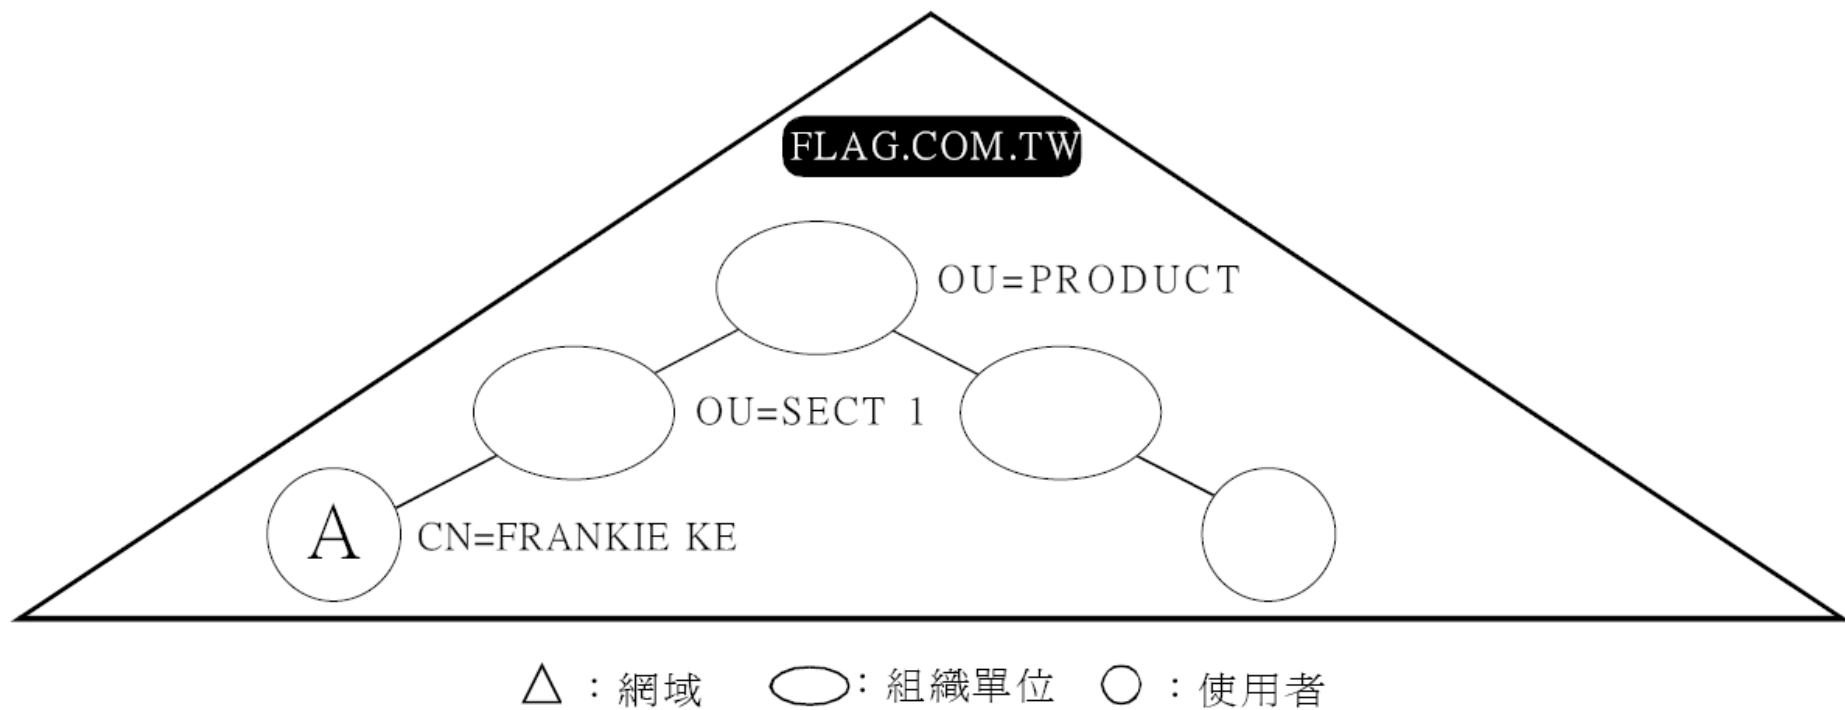 FLAG.COM.TW
OU=PRODUCT
OU=SECT 1
A
CN=FRANKIE KE
：網域 ：組織單位 ：使用者